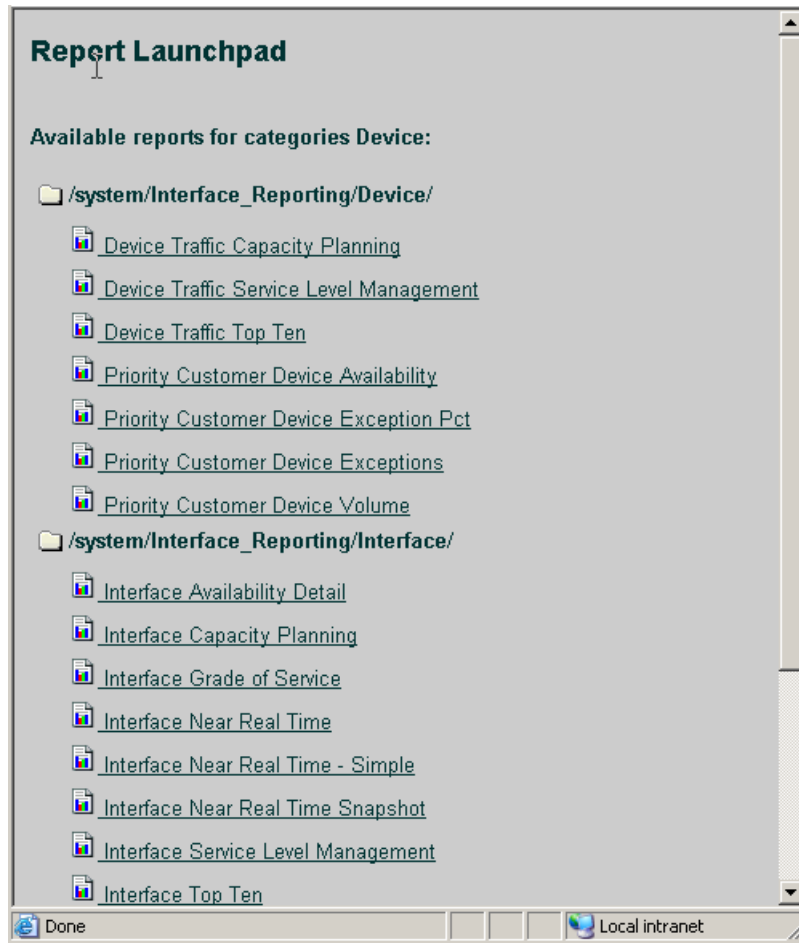 Report Launchpad
Available reports for categories Device:
/system/Interface_Reporting/Device/
Device Traffic Capacity Planning
Device Traffic Service Level Management
Device Traffic Top Ten
Priority Customer Device Availability
Priority Customer Device Exception Pct
Priority Customer Device Exceptions
Priority Customer Device Volume
/system/Interface_Reporting/Interface/
Interface Availability Detail
Interface Capacity Planning
Interface Grade of Service
Interface Near Real Time
Interface Near Real Time - Simple
Interface Near Real Time Snapshot
Interface Service Level Management
Interface Top Ten
Done
Local intranet